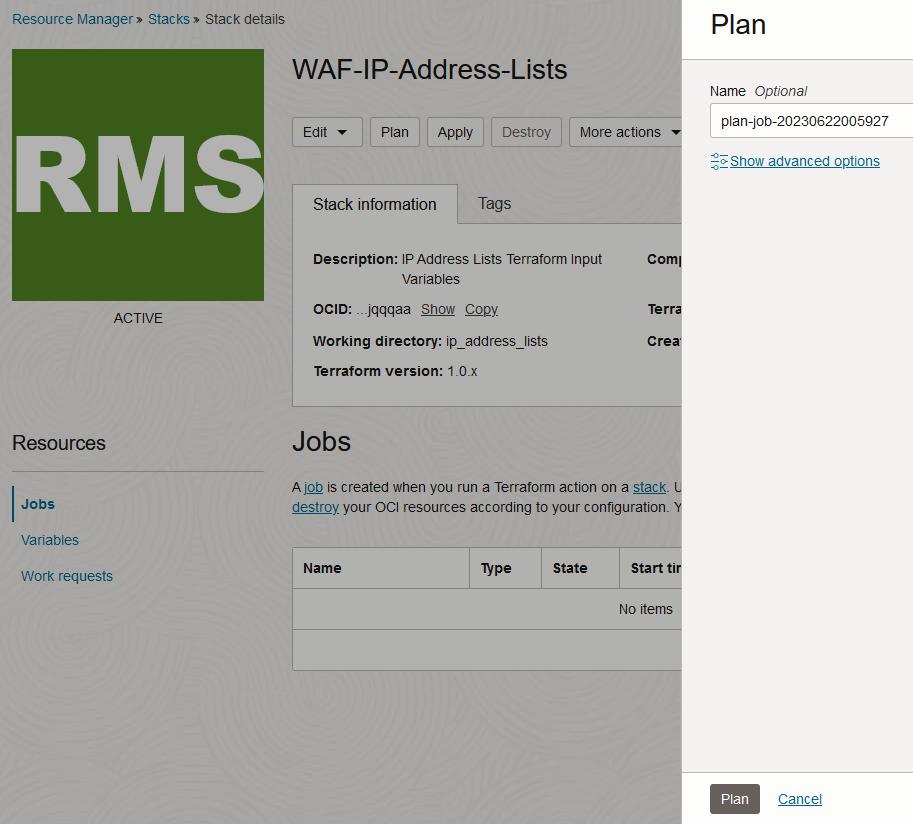 Resource Manager » Stacks » Stack details
RMS
ACTIVE
WAF-IP-Address-Lists
Edit Plan Apply Destroy More actions
Stack information Tags
Description: IP Address Lists Terraform Input
Variables
OCID: ...jqqqaa Show Copy
Working directory: ip_address_lists
Terraform version: 1.0.x
Comp
Terra
Crea
Resources
Jobs
Variables
Work requests
Jobs
A job is created when you run a Terraform action on a stack. U
destroy your OCI resources according to your configuration. Y
Name Type State Start ti
No items
Plan
Name Optional
plan-job-20230622005927
Show advanced options
Plan Cancel